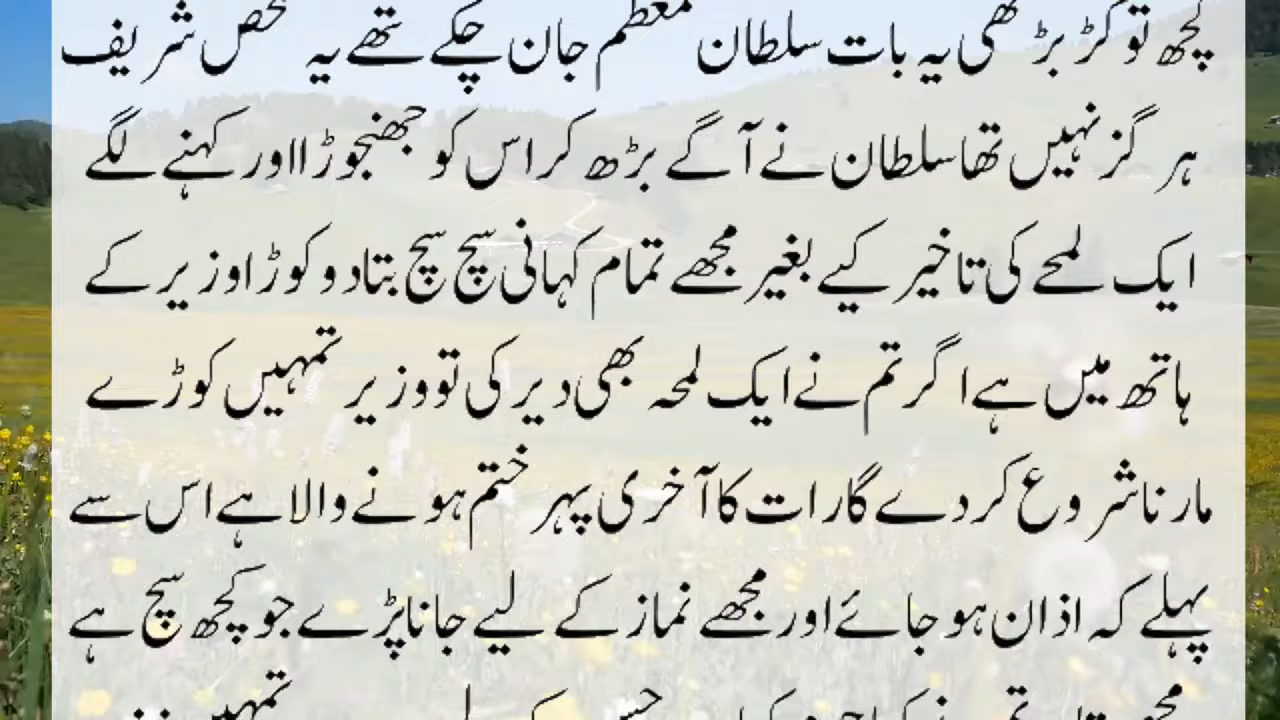 کچھ تو گڑ بڑ تھی یہ بات سلطان معظم جان چکے تھے یہ شخص شریف
ہر گز نہیں تھا سلطان نے آگے بڑھ کر اس کو جھنجوڑا اور کہنے لگے
ایک لمحے کی تاخیر کیے بغیر مجھے تمام کہانی سچ سچ بتا دو کوڑا وزیر کے
ہاتھ میں ہے اگر تم نے ایک لمحہ بھی دیر کی تو وزیر تمہیں کوڑے
مارنا شروع کر دے گا رات کا آخری پہر ختم ہونے والا ہے اس سے
پہلے کہ اذان ہو جائے اور مجھے نماز کے لیے جانا پڑے جو کچھ سچ ہے